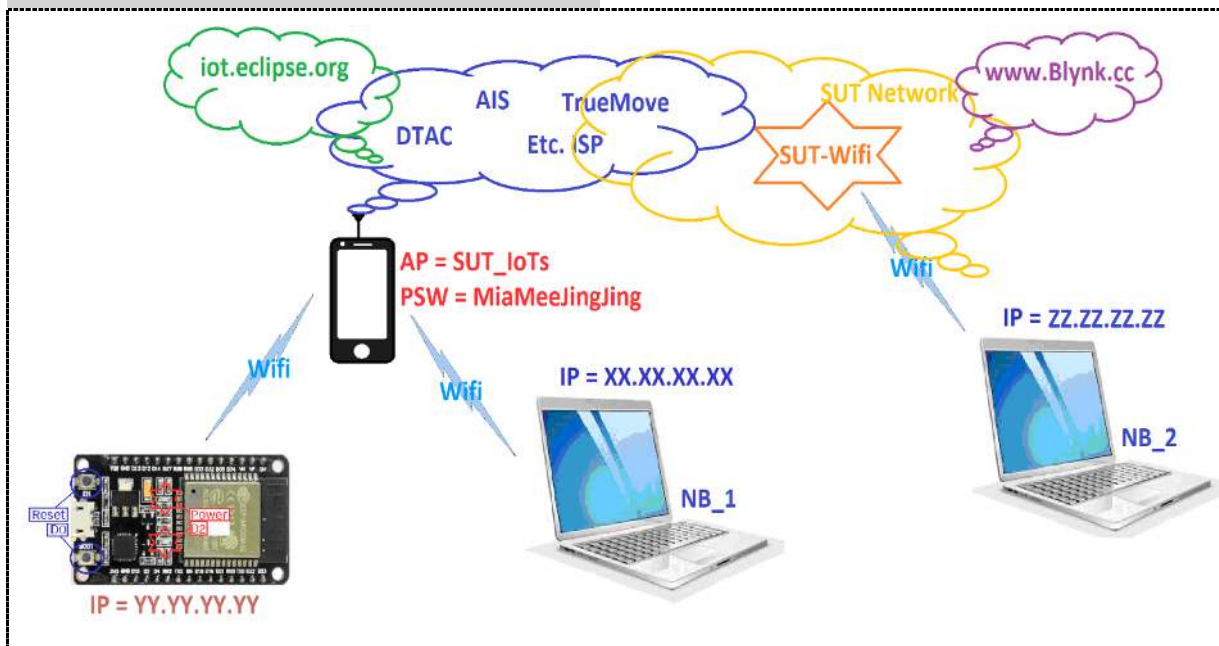 iot.eclipse.org
www.Blynk.cc
AIS
TrueMove
SUT Network
DTAC
Etc. ISP
SUT-Wifi
AP = SUT_IoTs
PSW = MiaMeeJingJing
Wifi
IP = ZZ.ZZ.ZZ.ZZ
Wifi
Wifi
IP = XX.XX.XX.XX
NB_2
NB_1
Reset
D0
Power
D2
IP = YY.YY.YY.YY